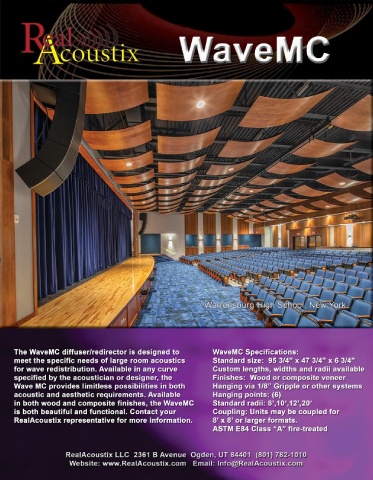 Real Acoustix
WaveMC
Warrensburg High School, New York
The WaveMC diffuser/redirector is designed to
meet the specific needs of large room acoustics
for wave redistribution. Available in any curve
specified by the acoustician or designer, the
Wave MC provides limitless possibilities in both
acoustic and aesthetic requirements. Available
in both wood and composite finishes, the WaveMC
is both beautiful and functional. Contact your
RealAcoustix representative for more information.
WaveMC Specifications:
Standard size: 95 3/4" x 47 3/4" x 6 3/4"
Custom lengths, widths and radii available
Finishes: Wood or composite veneer
Hanging via 1/8" Gripple or other systems
Hanging points: (6)
Standard radii: 8',10',12',20'
Coupling: Units may be coupled for
8' x 8' or larger formats.
ASTM E84 Class "A" fire-treated
RealAcoustix LLC 2361 B Avenue Ogden, UT 84401 (801) 782-1010
Website: www.RealAcoustix.com Email: Info@RealAcoustix.com